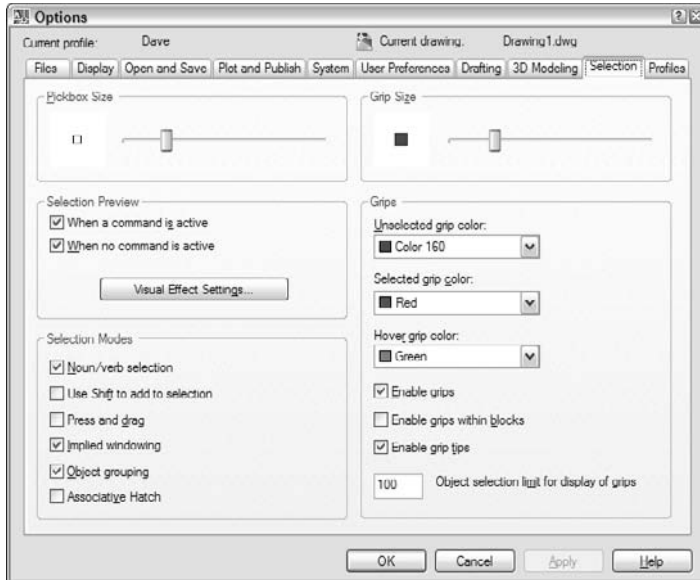 Options
Current profile: Dave Current drawing: Drawing1.dwg
Files Display Open and Save Plot and Publish System User Preferences Drafting 3D Modeling Selection Profiles
Pickbox Size
Grip Size
Selection Preview
When a command is active
When no command is active
Visual Effect Settings...
Selection Modes
Noun/verb selection
Use Shift to add to selection
Press and drag
Implied windowing
Object grouping
Associative Hatch
Grips
Unselected grip color:
Color 160
Selected grip color:
Red
Hover grip color:
Green
Enable grips
Enable grips within blocks
Enable grip tips
100 Object selection limit for display of grips
OK Cancel Apply Help